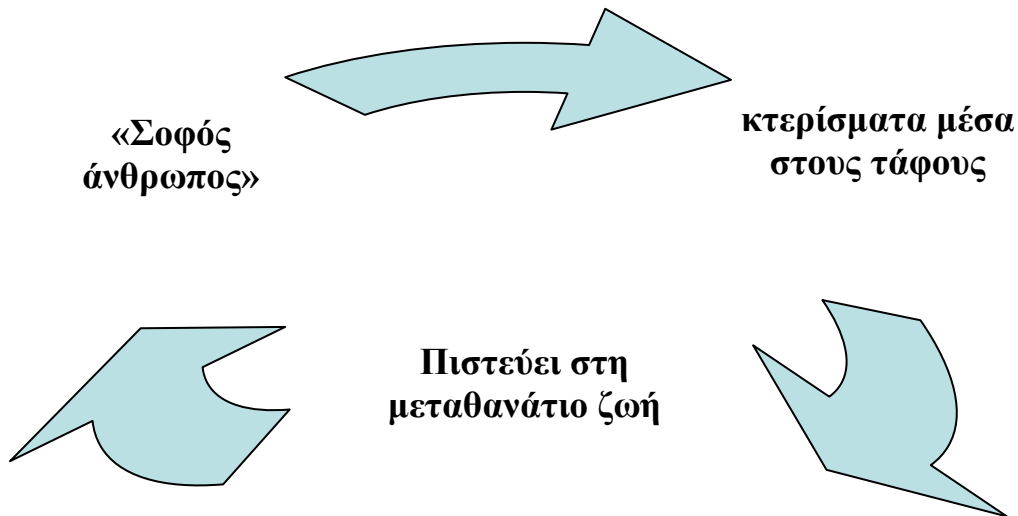 «Σοφός
άνθρωπος»
κτερίσματα μέσα
στους τάφους
Πιστεύει στη
μεταθανάτιο ζωή